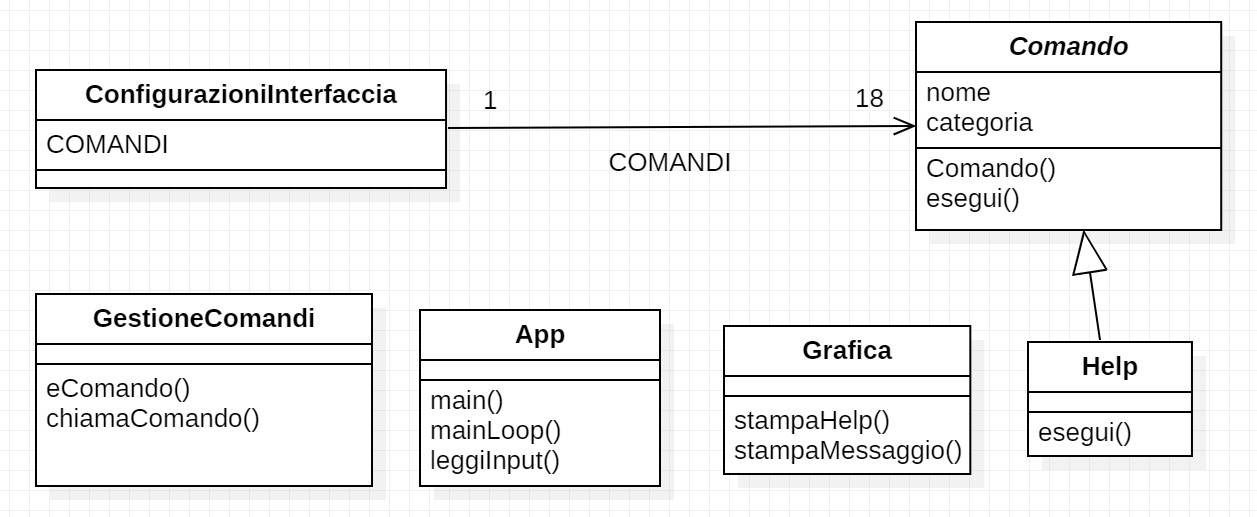 ConfigurazioniInterfaccia
COMANDI
1
18
COMANDI
Comando
nome
categoria
Comando()
esegui()
GestioneComandi
eComando()
chiamaComando()
App
main()
mainLoop()
leggiInput()
Grafica
stampaHelp()
stampaMessaggio()
Help
esegui()